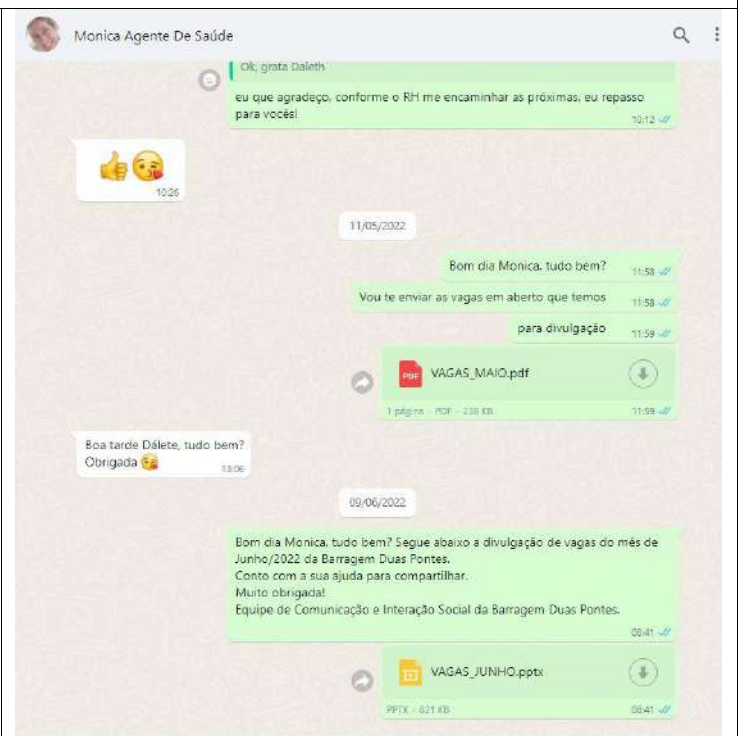 Monica Agente De Saúde
Ok, grata Daleth
eu que agradeço, conforme o RH me encaminhar as próximas, eu repasso
para vocês!
10:12
10:26
11/05/2022
Bom dia Monica, tudo bem?
11:58
Vou te enviar as vagas em aberto que temos
11:58
para divulgação
11:59
PDF
VAGAS_MAIO.pdf
1 página - PDF - 236 KB
11:59
Boa tarde Dálete, tudo bem?
Obrigada
13:06
09/06/2022
Bom dia Monica, tudo bem? Segue abaixo a divulgação de vagas do mês de
Junho/2022 da Barragem Duas Pontes.
Conto com a sua ajuda para compartilhar.
Muito obrigada!
Equipe de Comunicação e Interação Social da Barragem Duas Pontes.
08:41
VAGAS_JUNHO.pptx
PPTX - 821 KB
08:41